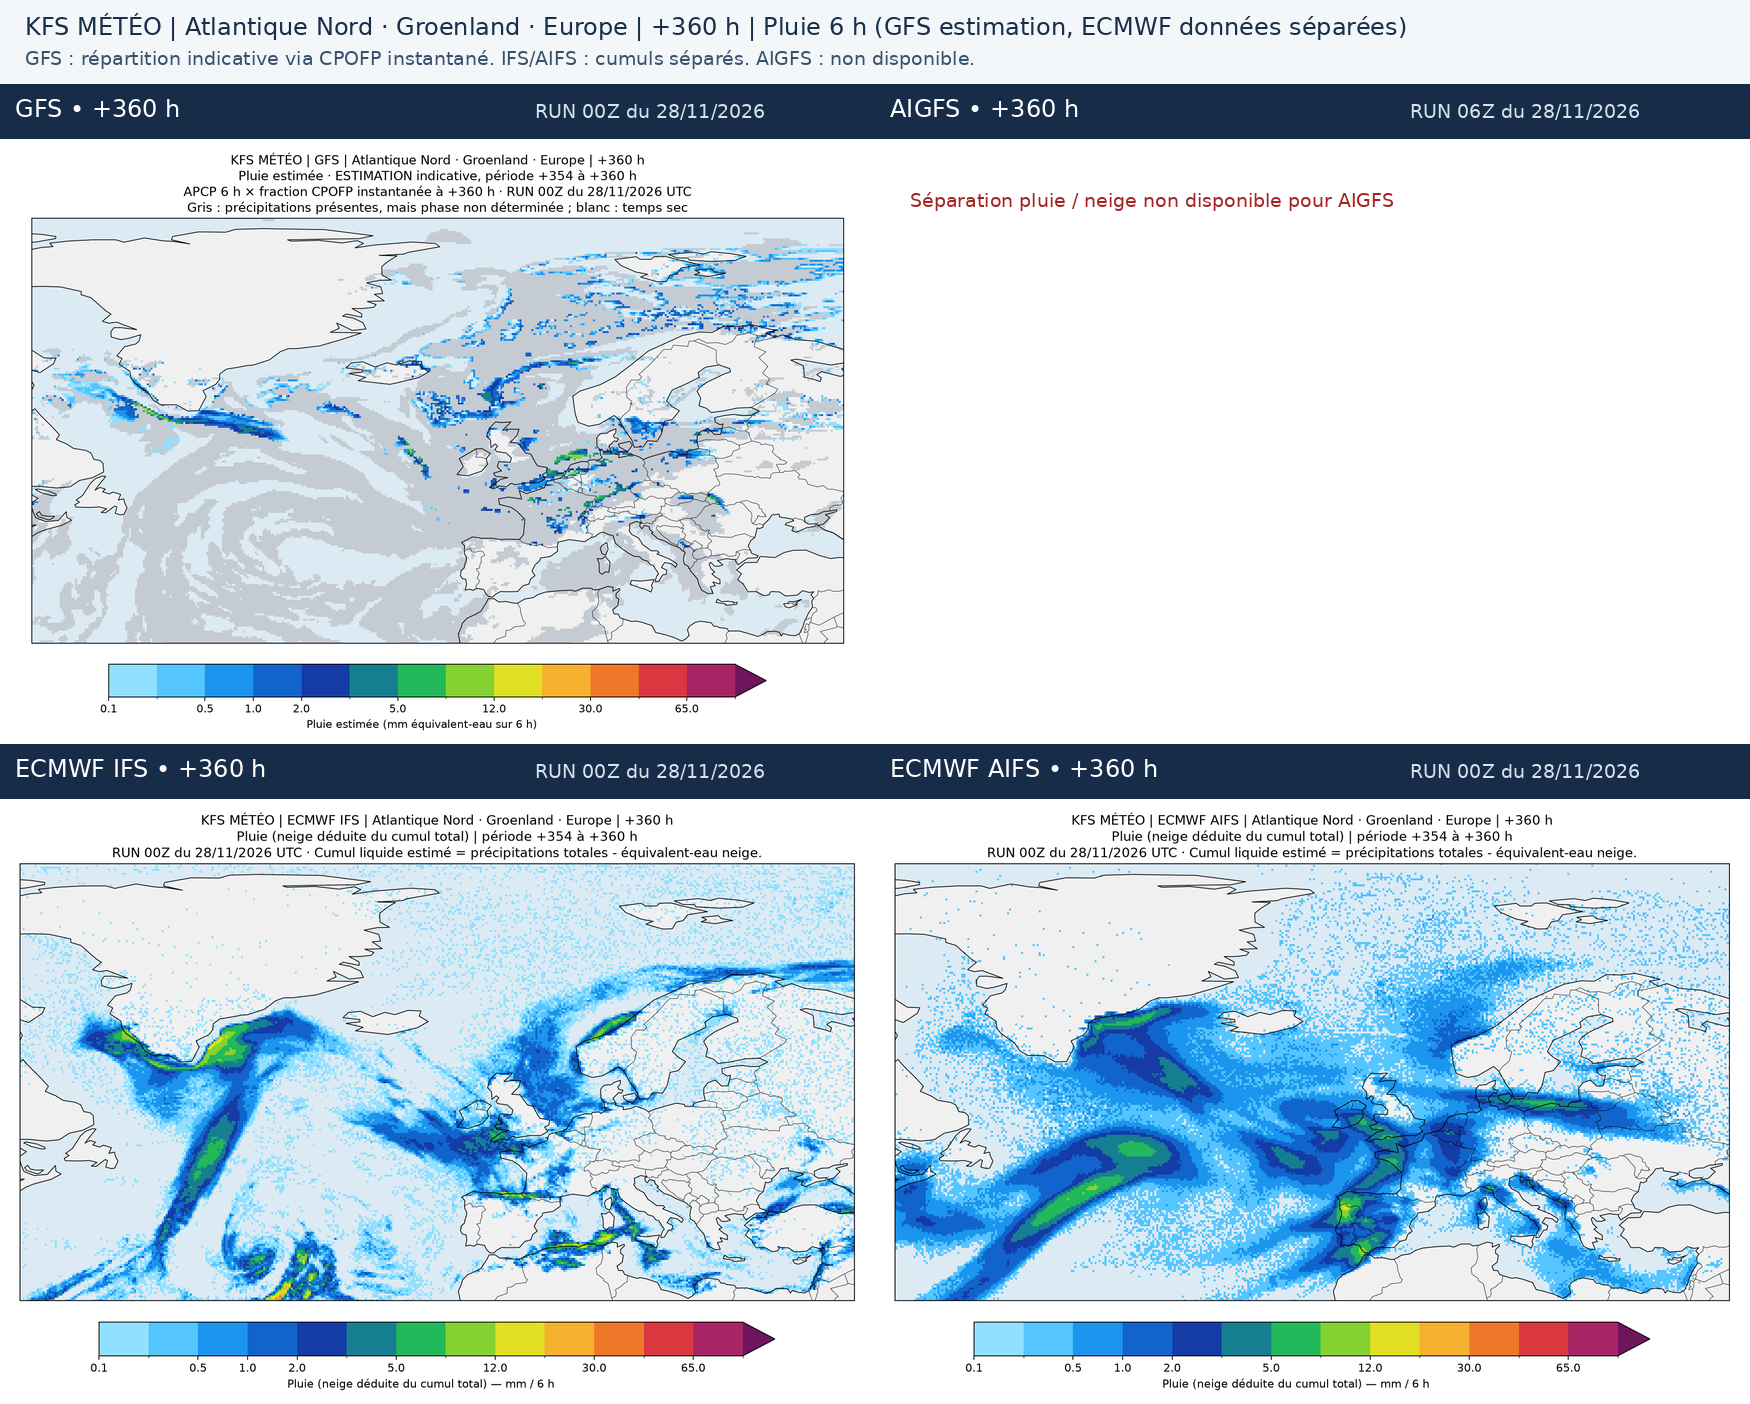 KFS MÉTÉO | Atlantique Nord · Groenland · Europe | +360 h | Pluie 6 h (GFS estimation, ECMWF données séparées)
GFS : répartition indicative via CPOFP instantané. IFS/AIFS : cumuls séparés. AIGFS : non disponible.
GFS • +360 h
RUN 00Z du 28/11/2026
AIGFS • +360 h
RUN 06Z du 28/11/2026
KFS MÉTÉO | GFS | Atlantique Nord · Groenland · Europe | +360 h
Pluie estimée · ESTIMATION indicative, période +354 à +360 h
APCP 6 h × fraction CPOFP instantanée à +360 h · RUN 00Z du 28/11/2026 UTC
Gris : précipitations présentes, mais phase non déterminée ; blanc : temps sec
Séparation pluie / neige non disponible pour AIGFS
0.1 0.5 1.0 2.0 5.0 12.0 30.0 65.0
Pluie estimée (mm équivalent-eau sur 6 h)
ECMWF IFS • +360 h
RUN 00Z du 28/11/2026
ECMWF AIFS • +360 h
RUN 00Z du 28/11/2026
KFS MÉTÉO | ECMWF IFS | Atlantique Nord · Groenland · Europe | +360 h
Pluie (neige déduite du cumul total) | période +354 à +360 h
RUN 00Z du 28/11/2026 UTC · Cumul liquide estimé = précipitations totales - équivalent-eau neige.
KFS MÉTÉO | ECMWF AIFS | Atlantique Nord · Groenland · Europe | +360 h
Pluie (neige déduite du cumul total) | période +354 à +360 h
RUN 00Z du 28/11/2026 UTC · Cumul liquide estimé = précipitations totales - équivalent-eau neige.
0.1 0.5 1.0 2.0 5.0 12.0 30.0 65.0
Pluie (neige déduite du cumul total) — mm / 6 h
0.1 0.5 1.0 2.0 5.0 12.0 30.0 65.0
Pluie (neige déduite du cumul total) — mm / 6 h